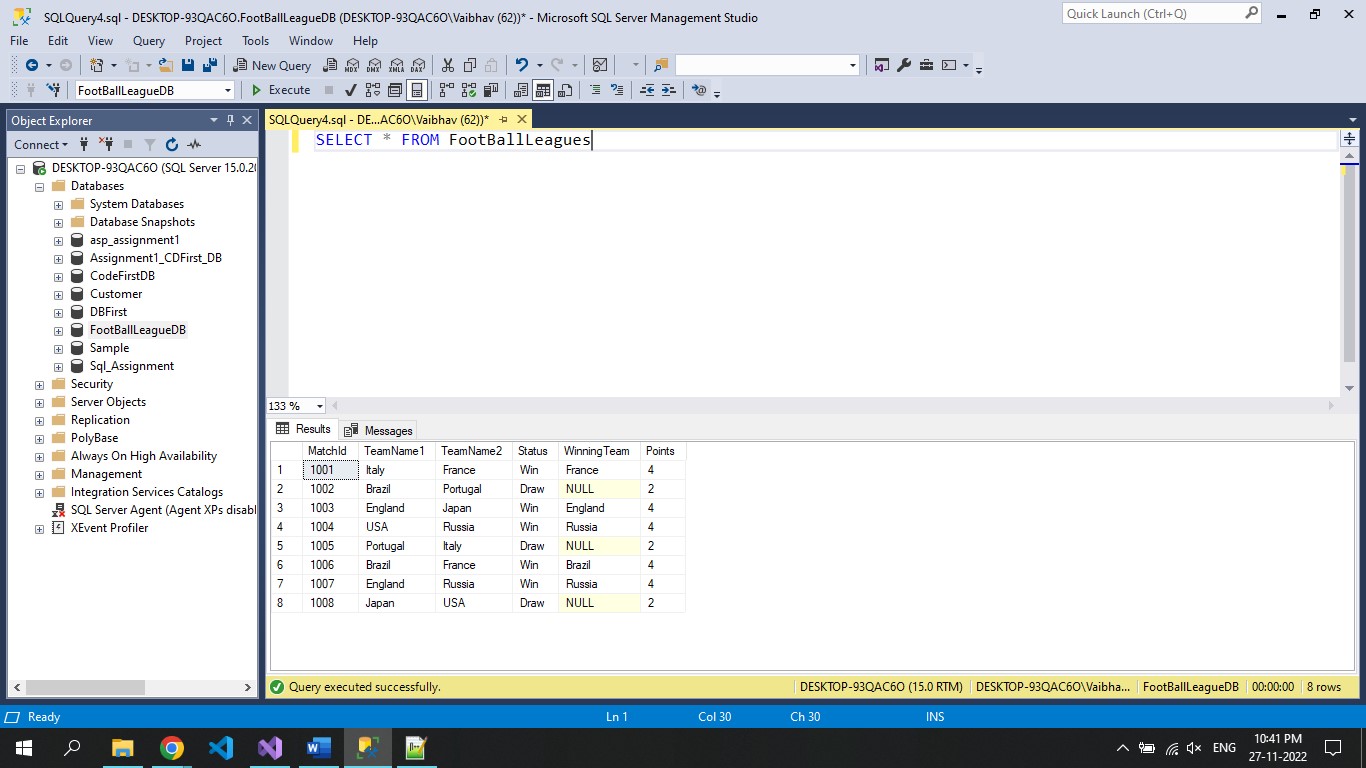 SQLQuery4.sql - DESKTOP-93QAC6O.FootBallLeagueDB (DESKTOP-93QAC6O\Vaibhav (62))* - Microsoft SQL Server Management Studio
Quick Launch (Ctrl+Q)
File Edit View Query Project Tools Window Help
New Query MDX DMX XMLA DAX
FootBallLeagueDB Execute
Object Explorer
Connect
DESKTOP-93QAC6O (SQL Server 15.0.20
Databases
System Databases
Database Snapshots
asp_assignment1
Assignment1_CDFirst_DB
CodeFirstDB
Customer
DBFirst
FootBallLeagueDB
Sample
Sql_Assignment
Security
Server Objects
Replication
PolyBase
Always On High Availability
Management
Integration Services Catalogs
SQL Server Agent (Agent XPs disabl
XEvent Profiler
SQLQuery4.sql - DE...AC6O\Vaibhav (62))*
SELECT * FROM FootBallLeagues
133 %
Results Messages
MatchId TeamName1 TeamName2 Status WinningTeam Points
1 1001 Italy France Win France 4
2 1002 Brazil Portugal Draw NULL 2
3 1003 England Japan Win England 4
4 1004 USA Russia Win Russia 4
5 1005 Portugal Italy Draw NULL 2
6 1006 Brazil France Win Brazil 4
7 1007 England Russia Win Russia 4
8 1008 Japan USA Draw NULL 2
Query executed successfully. DESKTOP-93QAC6O (15.0 RTM) DESKTOP-93QAC6O\Vaibha... FootBallLeagueDB 00:00:00 8 rows
Ready Ln 1 Col 30 Ch 30 INS
ENG
10:41 PM
27-11-2022